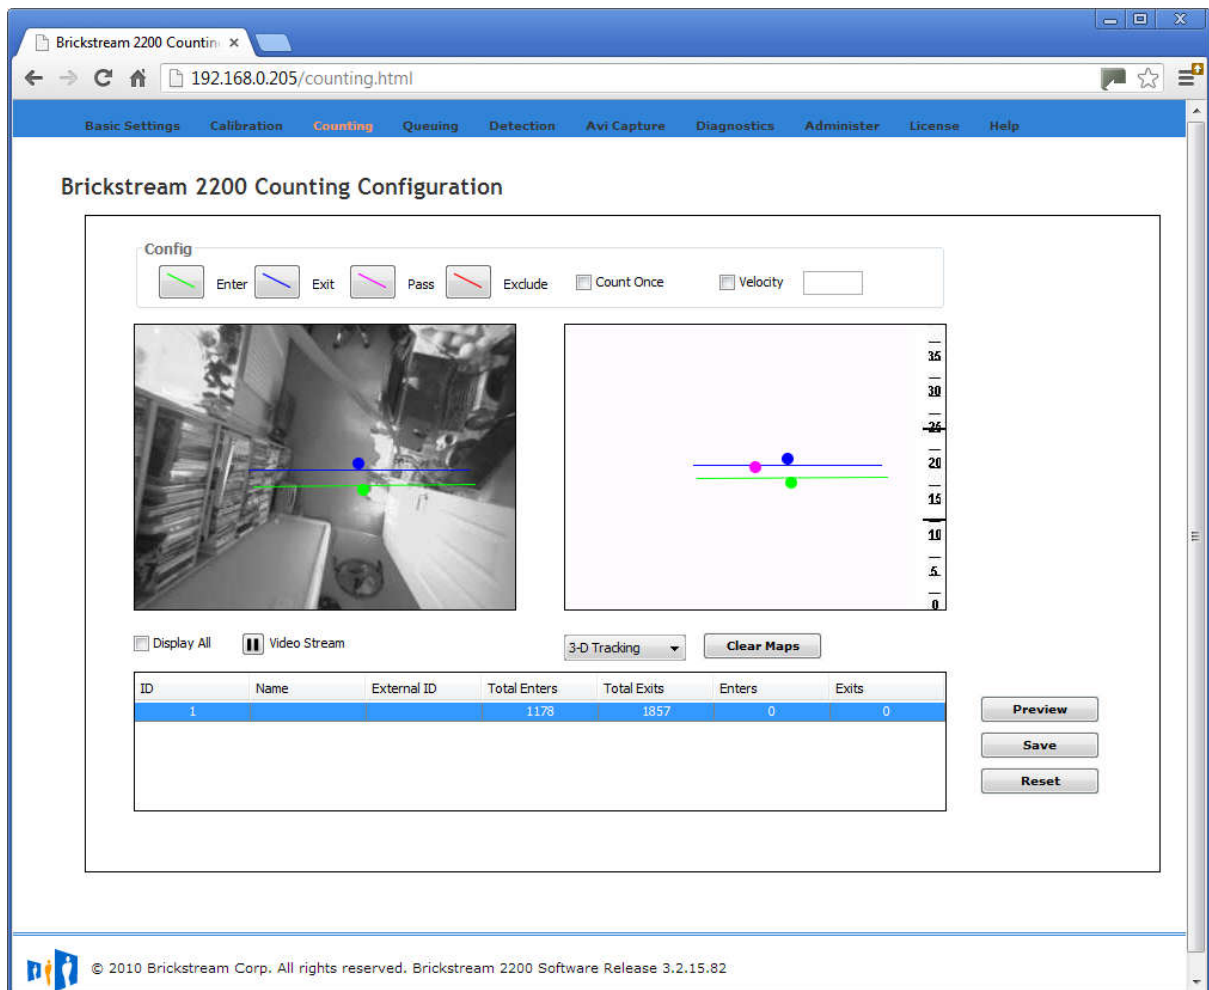 Brickstream 2200 Countin
192.168.0.205/counting.html
Basic Settings Calibration Counting Queuing Detection Avi Capture Diagnostics Administer License Help
Brickstream 2200 Counting Configuration
Config
Enter Exit Pass Exclude Count Once Velocity
35
30
25
20
15
10
5
0
Display All Video Stream 3-D Tracking Clear Maps
ID Name External ID Total Enters Total Exits Enters Exits
1 1178 1857 0 0
Preview
Save
Reset
© 2010 Brickstream Corp. All rights reserved. Brickstream 2200 Software Release 3.2.15.82